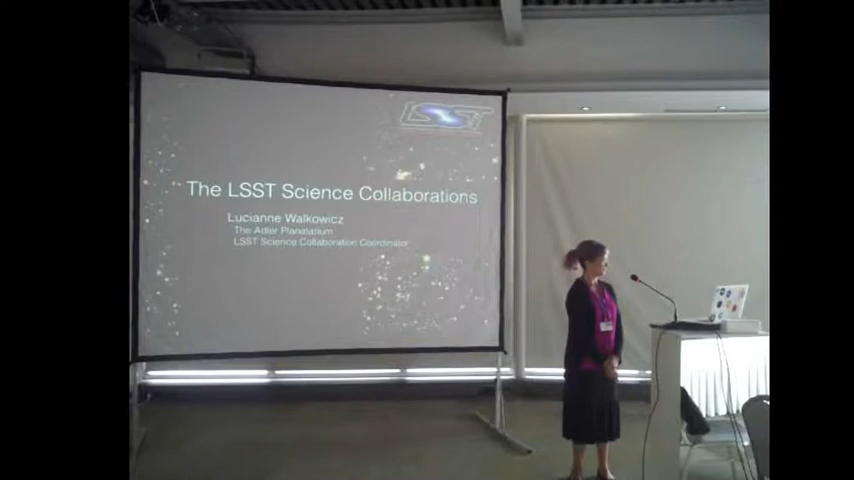 LSST
The LSST Science Collaborations
Lucianne Walkowicz
The Adler Planetarium
LSST Science Collaboration Coordinator